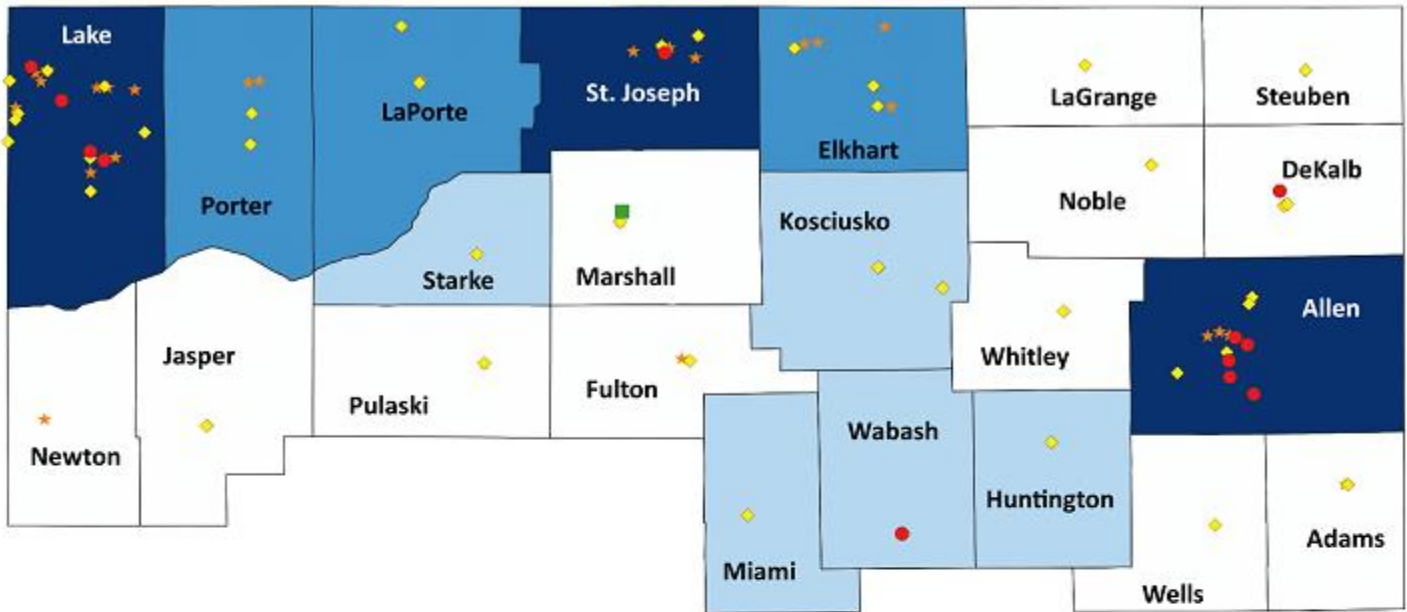 Lake
St. Joseph
LaPorte
LaGrange
Steuben
Elkhart
DeKalb
Porter
Noble
Kosciusko
Starke
Marshall
Allen
Jasper
Whitley
Fulton
Pulaski
Wabash
Newton
Huntington
Adams
Miami
Wells